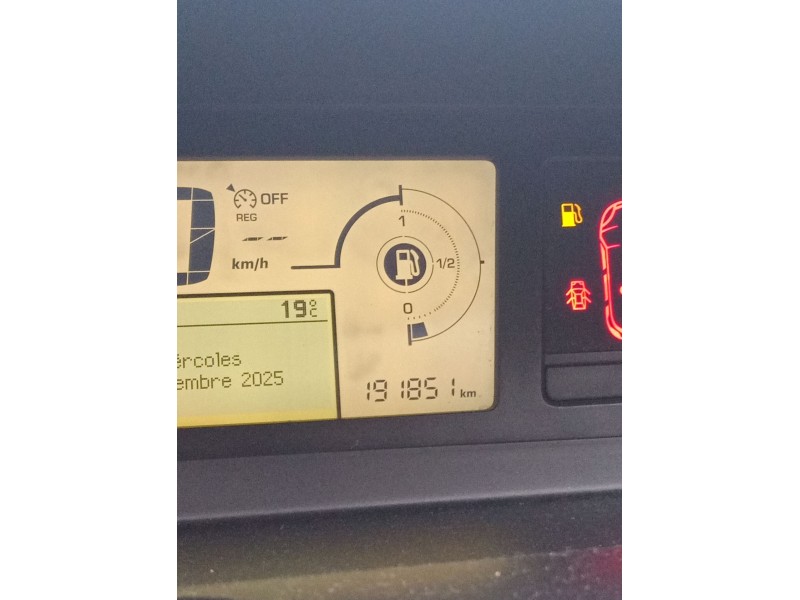 OFF
REG
km/h
1
1/2
0
19°C
ércoles
embre 2025
191851 km